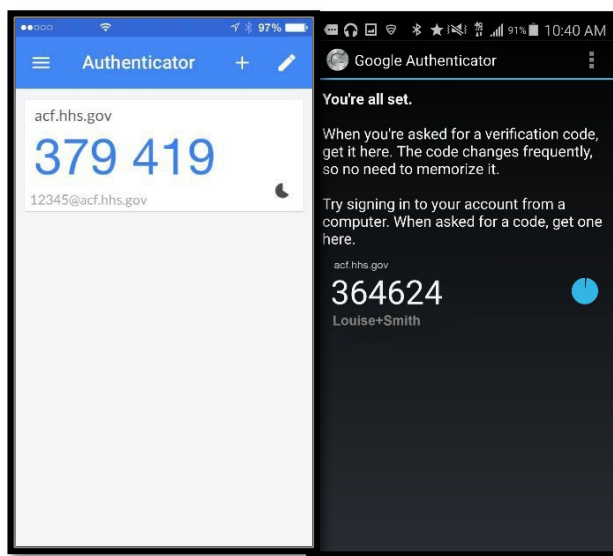 97%
Authenticator
acf.hhs.gov
379 419
12345@acf.hhs.gov
91% 10:40 AM
Google Authenticator
You're all set.
When you're asked for a verification code,
get it here. The code changes frequently,
so no need to memorize it.
Try signing in to your account from a
computer. When asked for a code, get one
here.
acf.hhs.gov
364624
Louise+Smith